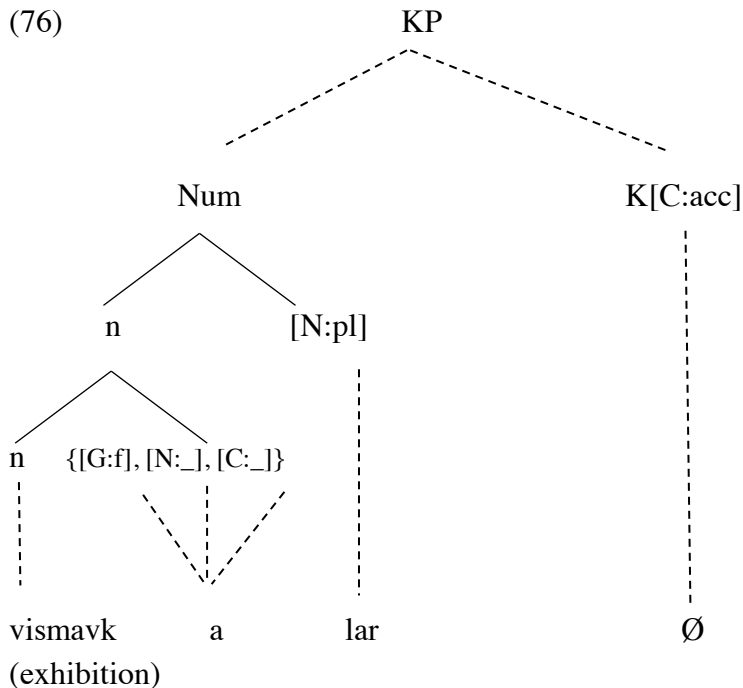 (76) KP
Num K[C:acc]
n [N:pl]
n {[G:f], [N:_], [C:_]}
vismavk a lar Ø
(exhibition)